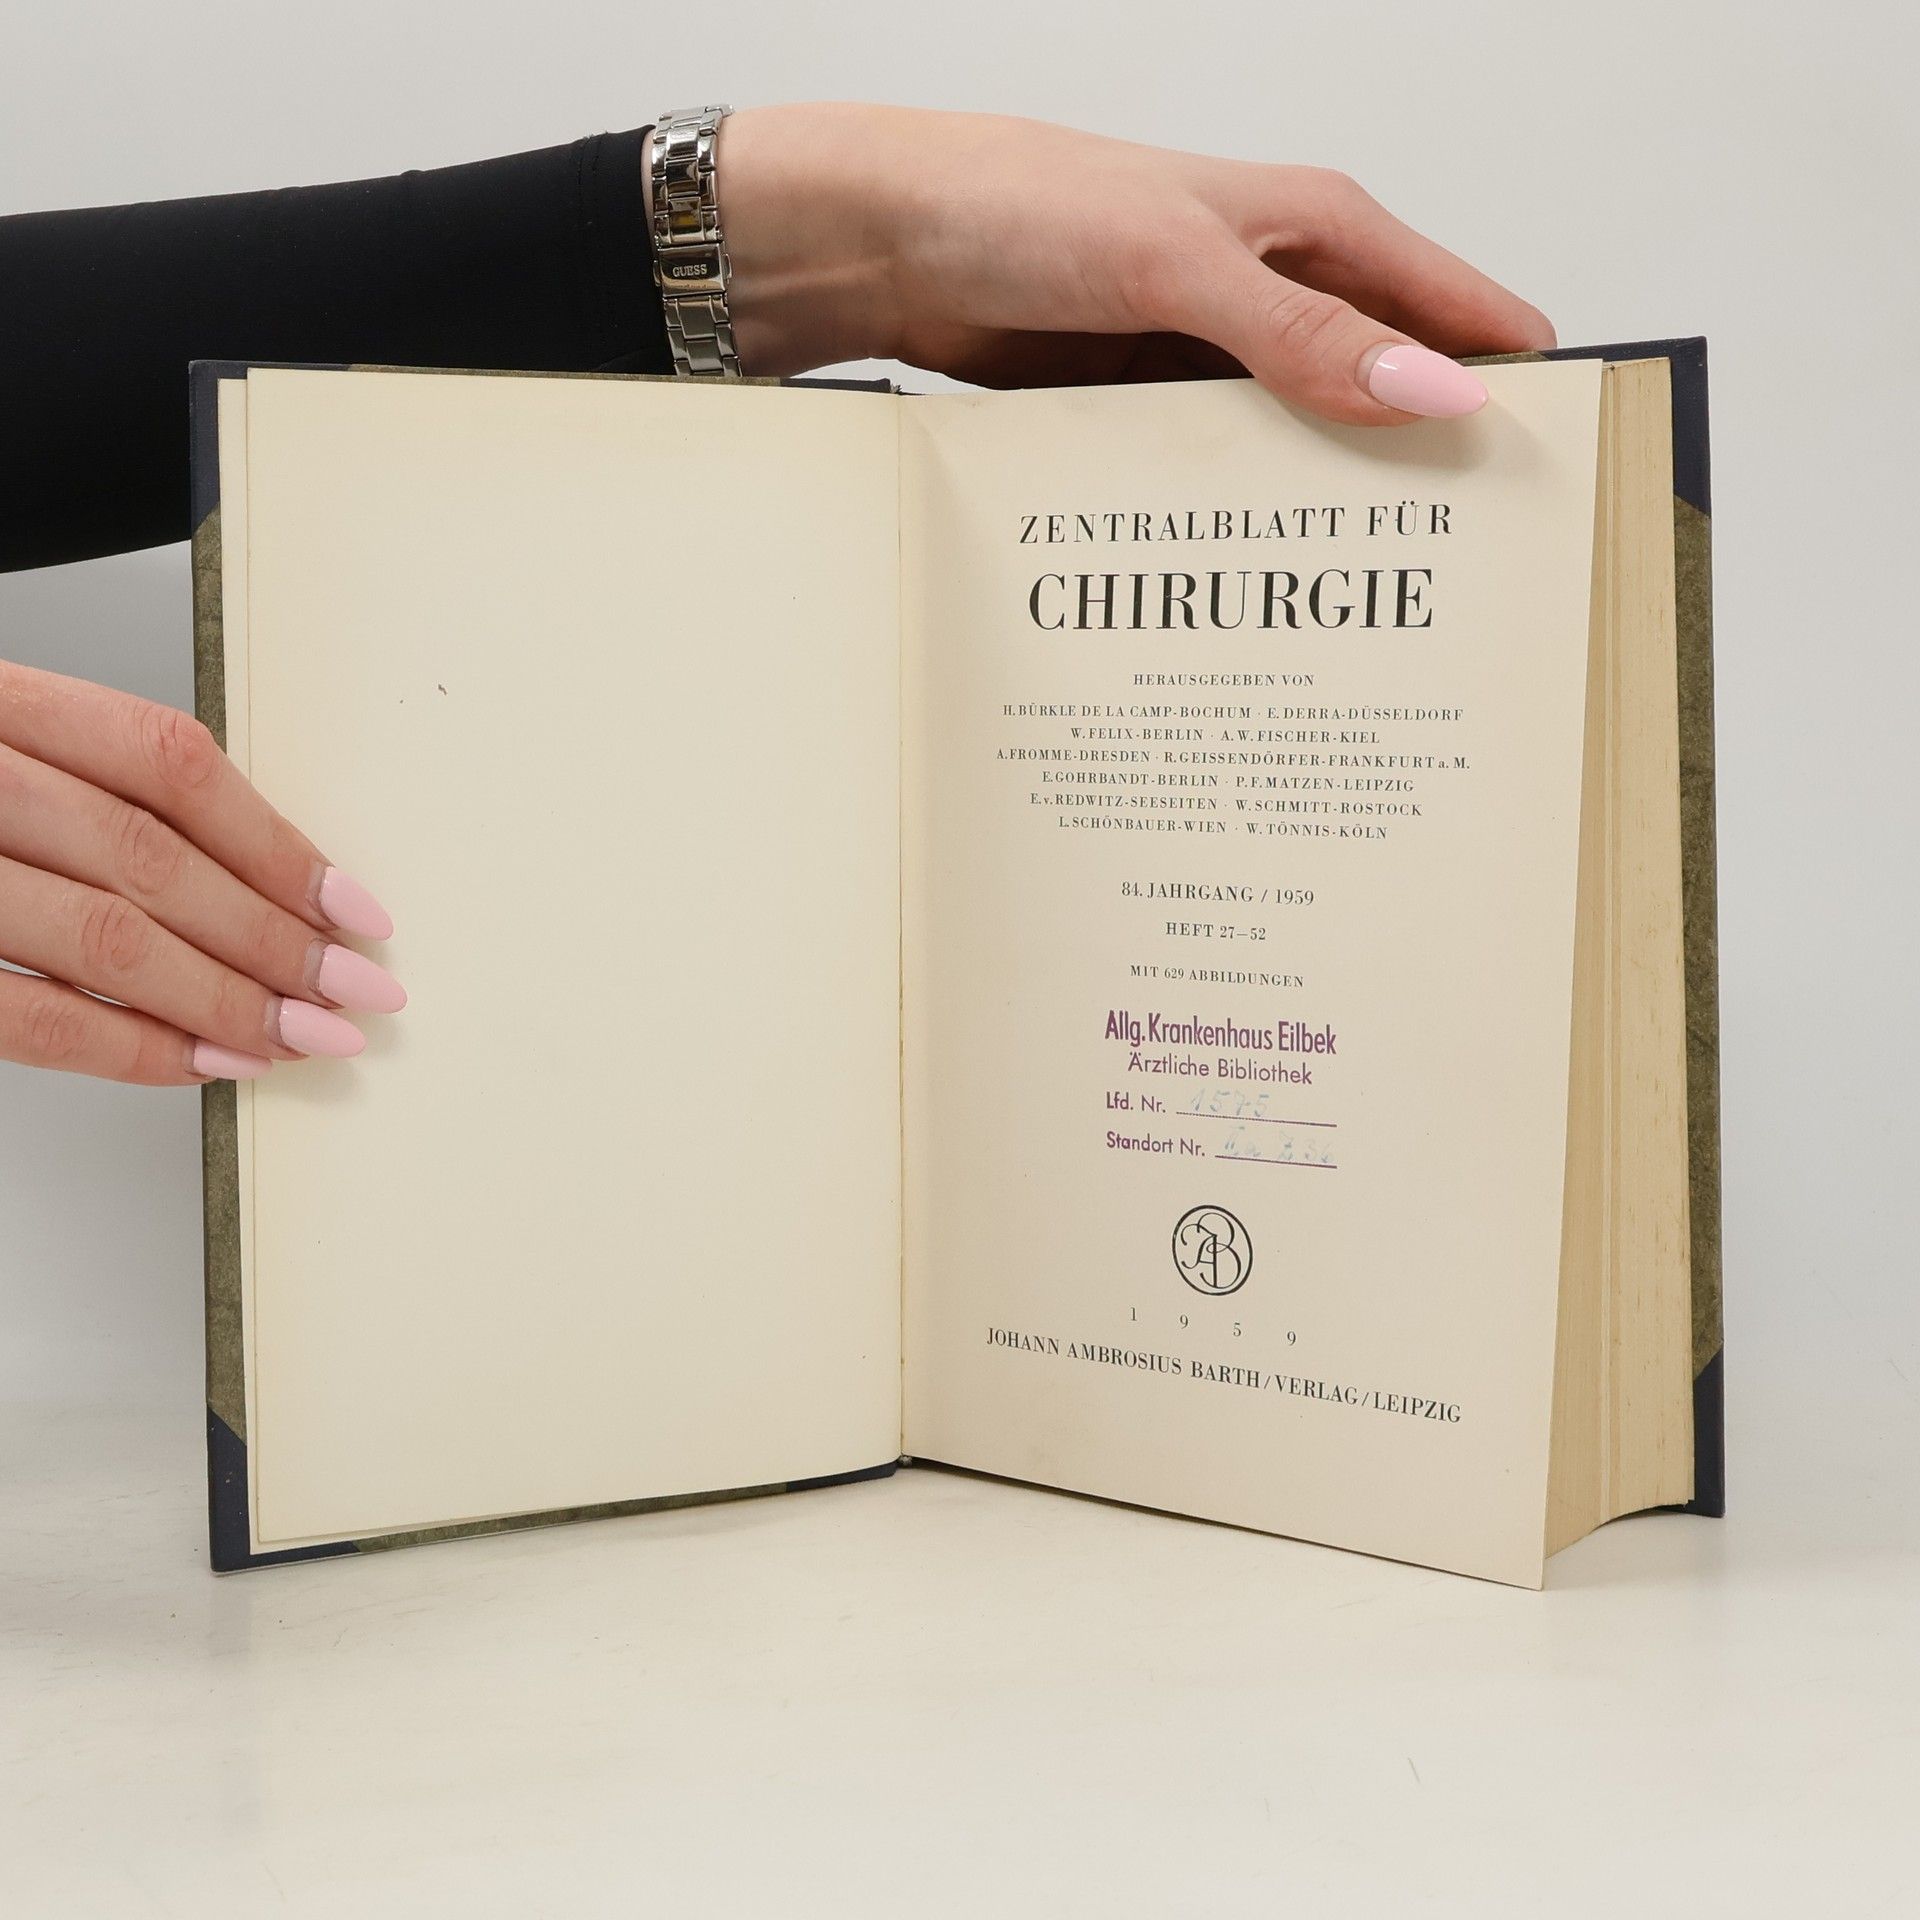 GUESS
ZENTRALBLATT FÜR
CHIRURGIE
HERAUSGEGEBEN VON
H. BÜRKLE DE LA CAMP-BOCHUM · E. DERRA-DÜSSELDORF
W. FELIX-BERLIN · A. W. FISCHER-KIEL
A. FROMME-DRESDEN · R. GEISSENDÖRFER-FRANKFURT a. M.
E. GOHRBANDT-BERLIN · P. F. MATZEN-LEIPZIG
E. v. REDWITZ-SEESEITEN · W. SCHMITT-ROSTOCK
L. SCHÖNBAUER-WIEN · W. TÖNNIS-KÖLN
84. JAHRGANG / 1959
HEFT 27—52
MIT 629 ABBILDUNGEN
Allg. Krankenhaus Eilbek
Ärztliche Bibliothek
Lfd. Nr. 1575
Standort Nr. IIa Z 36
JAB
1 9 5 9
JOHANN AMBROSIUS BARTH / VERLAG / LEIPZIG